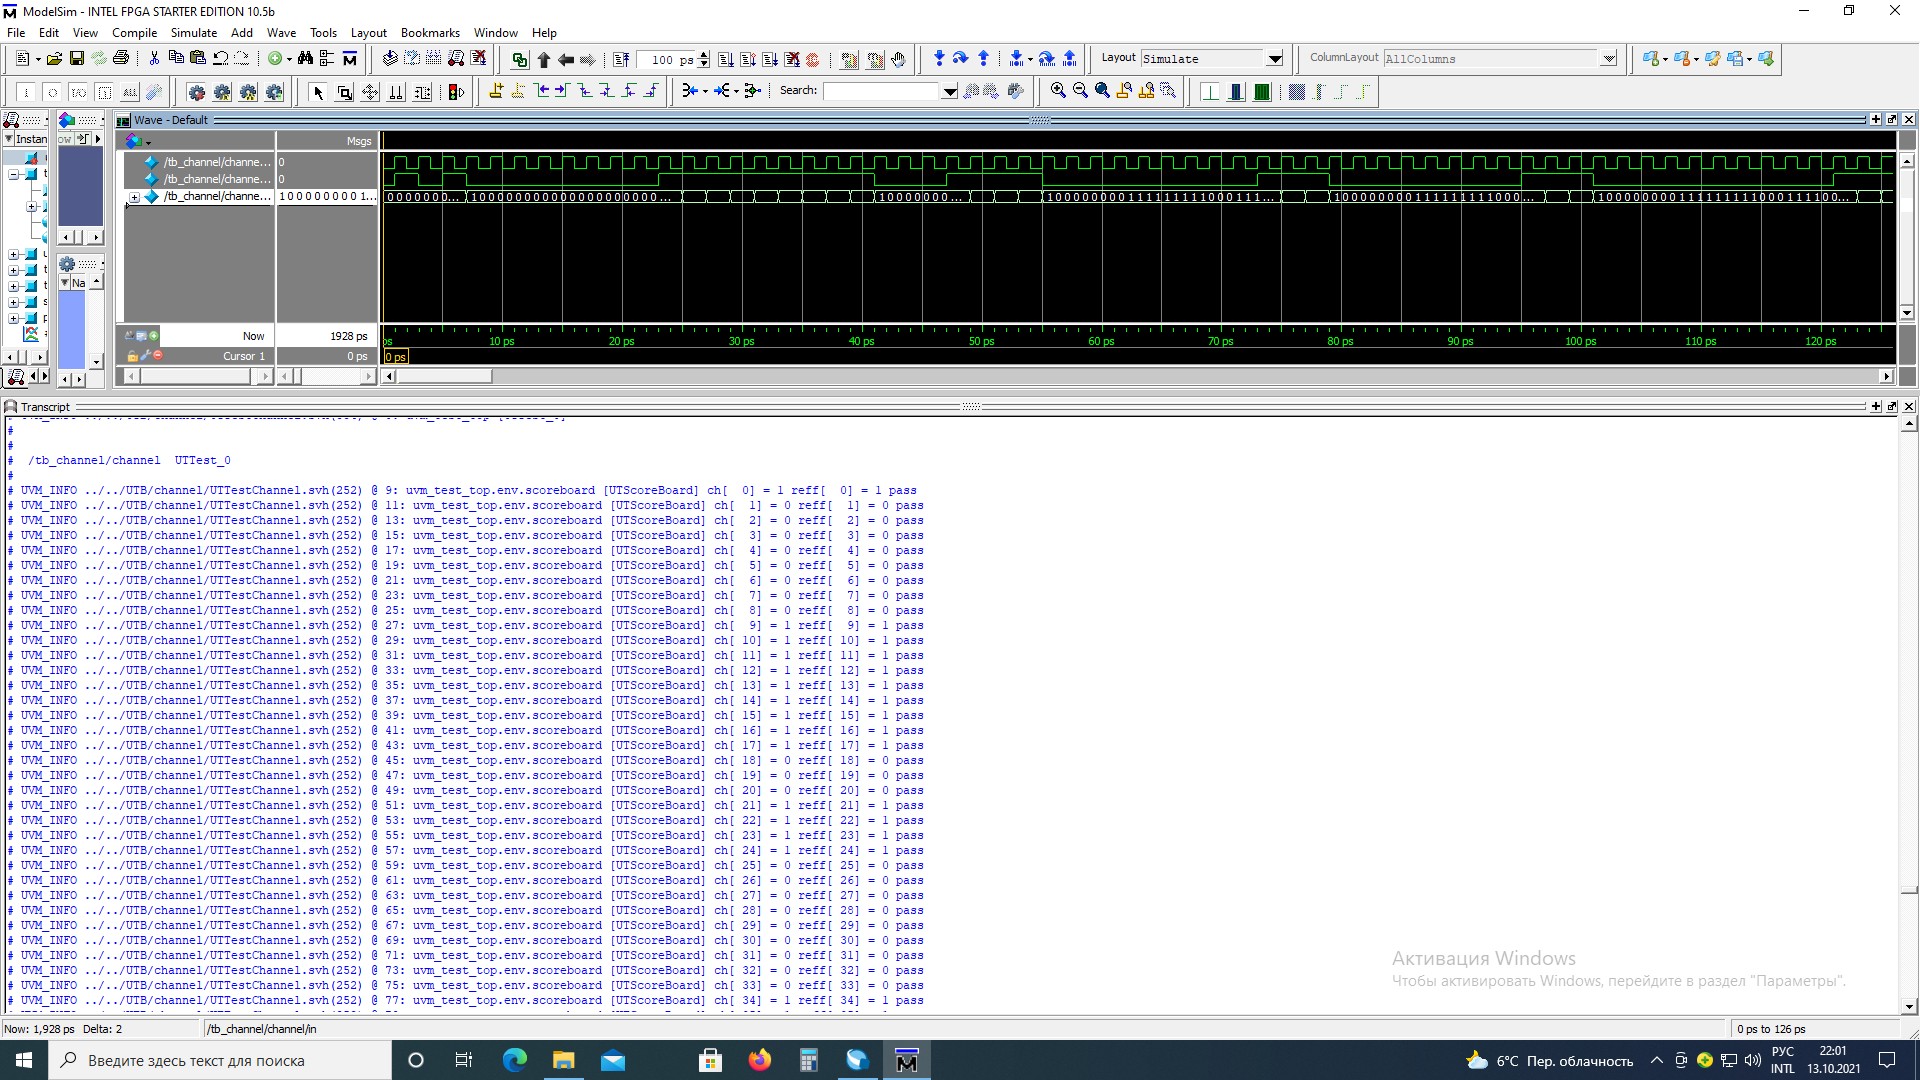 ModelSim - INTEL FPGA STARTER EDITION 10.5b
File Edit View Compile Simulate Add Wave Tools Layout Bookmarks Window Help
100 ps
Layout Simulate
ColumnLayout AllColumns
Search:
Instan
Wave - Default
Msgs
/tb_channel/channe... 0
/tb_channel/channe... 0
/tb_channel/channe... 1 0 0 0 0 0 0 0 0 1...
Na
Now 1928 ps
Cursor 1 0 ps
10 ps 20 ps 30 ps 40 ps 50 ps 60 ps 70 ps 80 ps 90 ps 100 ps 110 ps 120 ps
0 ps
Transcript
#
#
# /tb_channel/channel UTTest_0
#
# UVM_INFO ../../UTB/channel/UTTestChannel.svh(252) @ 9: uvm_test_top.env.scoreboard [UTScoreBoard] ch[ 0] = 1 reff[ 0] = 1 pass
# UVM_INFO ../../UTB/channel/UTTestChannel.svh(252) @ 11: uvm_test_top.env.scoreboard [UTScoreBoard] ch[ 1] = 0 reff[ 1] = 0 pass
# UVM_INFO ../../UTB/channel/UTTestChannel.svh(252) @ 13: uvm_test_top.env.scoreboard [UTScoreBoard] ch[ 2] = 0 reff[ 2] = 0 pass
# UVM_INFO ../../UTB/channel/UTTestChannel.svh(252) @ 15: uvm_test_top.env.scoreboard [UTScoreBoard] ch[ 3] = 0 reff[ 3] = 0 pass
# UVM_INFO ../../UTB/channel/UTTestChannel.svh(252) @ 17: uvm_test_top.env.scoreboard [UTScoreBoard] ch[ 4] = 0 reff[ 4] = 0 pass
# UVM_INFO ../../UTB/channel/UTTestChannel.svh(252) @ 19: uvm_test_top.env.scoreboard [UTScoreBoard] ch[ 5] = 0 reff[ 5] = 0 pass
# UVM_INFO ../../UTB/channel/UTTestChannel.svh(252) @ 21: uvm_test_top.env.scoreboard [UTScoreBoard] ch[ 6] = 0 reff[ 6] = 0 pass
# UVM_INFO ../../UTB/channel/UTTestChannel.svh(252) @ 23: uvm_test_top.env.scoreboard [UTScoreBoard] ch[ 7] = 0 reff[ 7] = 0 pass
# UVM_INFO ../../UTB/channel/UTTestChannel.svh(252) @ 25: uvm_test_top.env.scoreboard [UTScoreBoard] ch[ 8] = 0 reff[ 8] = 0 pass
# UVM_INFO ../../UTB/channel/UTTestChannel.svh(252) @ 27: uvm_test_top.env.scoreboard [UTScoreBoard] ch[ 9] = 1 reff[ 9] = 1 pass
# UVM_INFO ../../UTB/channel/UTTestChannel.svh(252) @ 29: uvm_test_top.env.scoreboard [UTScoreBoard] ch[ 10] = 1 reff[ 10] = 1 pass
# UVM_INFO ../../UTB/channel/UTTestChannel.svh(252) @ 31: uvm_test_top.env.scoreboard [UTScoreBoard] ch[ 11] = 1 reff[ 11] = 1 pass
# UVM_INFO ../../UTB/channel/UTTestChannel.svh(252) @ 33: uvm_test_top.env.scoreboard [UTScoreBoard] ch[ 12] = 1 reff[ 12] = 1 pass
# UVM_INFO ../../UTB/channel/UTTestChannel.svh(252) @ 35: uvm_test_top.env.scoreboard [UTScoreBoard] ch[ 13] = 1 reff[ 13] = 1 pass
# UVM_INFO ../../UTB/channel/UTTestChannel.svh(252) @ 37: uvm_test_top.env.scoreboard [UTScoreBoard] ch[ 14] = 1 reff[ 14] = 1 pass
# UVM_INFO ../../UTB/channel/UTTestChannel.svh(252) @ 39: uvm_test_top.env.scoreboard [UTScoreBoard] ch[ 15] = 1 reff[ 15] = 1 pass
# UVM_INFO ../../UTB/channel/UTTestChannel.svh(252) @ 41: uvm_test_top.env.scoreboard [UTScoreBoard] ch[ 16] = 1 reff[ 16] = 1 pass
# UVM_INFO ../../UTB/channel/UTTestChannel.svh(252) @ 43: uvm_test_top.env.scoreboard [UTScoreBoard] ch[ 17] = 1 reff[ 17] = 1 pass
# UVM_INFO ../../UTB/channel/UTTestChannel.svh(252) @ 45: uvm_test_top.env.scoreboard [UTScoreBoard] ch[ 18] = 0 reff[ 18] = 0 pass
# UVM_INFO ../../UTB/channel/UTTestChannel.svh(252) @ 47: uvm_test_top.env.scoreboard [UTScoreBoard] ch[ 19] = 0 reff[ 19] = 0 pass
# UVM_INFO ../../UTB/channel/UTTestChannel.svh(252) @ 49: uvm_test_top.env.scoreboard [UTScoreBoard] ch[ 20] = 0 reff[ 20] = 0 pass
# UVM_INFO ../../UTB/channel/UTTestChannel.svh(252) @ 51: uvm_test_top.env.scoreboard [UTScoreBoard] ch[ 21] = 1 reff[ 21] = 1 pass
# UVM_INFO ../../UTB/channel/UTTestChannel.svh(252) @ 53: uvm_test_top.env.scoreboard [UTScoreBoard] ch[ 22] = 1 reff[ 22] = 1 pass
# UVM_INFO ../../UTB/channel/UTTestChannel.svh(252) @ 55: uvm_test_top.env.scoreboard [UTScoreBoard] ch[ 23] = 1 reff[ 23] = 1 pass
# UVM_INFO ../../UTB/channel/UTTestChannel.svh(252) @ 57: uvm_test_top.env.scoreboard [UTScoreBoard] ch[ 24] = 1 reff[ 24] = 1 pass
# UVM_INFO ../../UTB/channel/UTTestChannel.svh(252) @ 59: uvm_test_top.env.scoreboard [UTScoreBoard] ch[ 25] = 0 reff[ 25] = 0 pass
# UVM_INFO ../../UTB/channel/UTTestChannel.svh(252) @ 61: uvm_test_top.env.scoreboard [UTScoreBoard] ch[ 26] = 0 reff[ 26] = 0 pass
# UVM_INFO ../../UTB/channel/UTTestChannel.svh(252) @ 63: uvm_test_top.env.scoreboard [UTScoreBoard] ch[ 27] = 0 reff[ 27] = 0 pass
# UVM_INFO ../../UTB/channel/UTTestChannel.svh(252) @ 65: uvm_test_top.env.scoreboard [UTScoreBoard] ch[ 28] = 0 reff[ 28] = 0 pass
# UVM_INFO ../../UTB/channel/UTTestChannel.svh(252) @ 67: uvm_test_top.env.scoreboard [UTScoreBoard] ch[ 29] = 0 reff[ 29] = 0 pass
# UVM_INFO ../../UTB/channel/UTTestChannel.svh(252) @ 69: uvm_test_top.env.scoreboard [UTScoreBoard] ch[ 30] = 0 reff[ 30] = 0 pass
# UVM_INFO ../../UTB/channel/UTTestChannel.svh(252) @ 71: uvm_test_top.env.scoreboard [UTScoreBoard] ch[ 31] = 0 reff[ 31] = 0 pass
# UVM_INFO ../../UTB/channel/UTTestChannel.svh(252) @ 73: uvm_test_top.env.scoreboard [UTScoreBoard] ch[ 32] = 0 reff[ 32] = 0 pass
# UVM_INFO ../../UTB/channel/UTTestChannel.svh(252) @ 75: uvm_test_top.env.scoreboard [UTScoreBoard] ch[ 33] = 0 reff[ 33] = 0 pass
# UVM_INFO ../../UTB/channel/UTTestChannel.svh(252) @ 77: uvm_test_top.env.scoreboard [UTScoreBoard] ch[ 34] = 1 reff[ 34] = 1 pass
Активация Windows
Чтобы активировать Windows, перейдите в раздел "Параметры".
Now: 1,928 ps Delta: 2
/tb_channel/channel/in
0 ps to 126 ps
Введите здесь текст для поиска
6°C Пер. облачность
РУС
INTL
22:01
13.10.2021